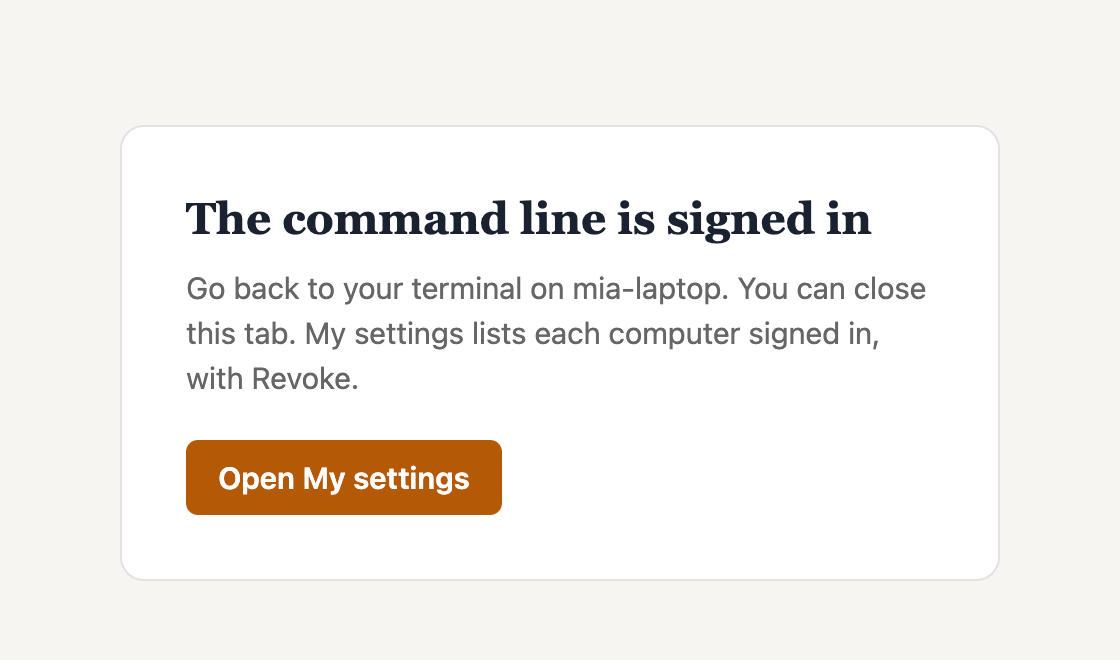 The command line is signed in
Go back to your terminal on mia-laptop. You can close
this tab. My settings lists each computer signed in,
with Revoke.
Open My settings